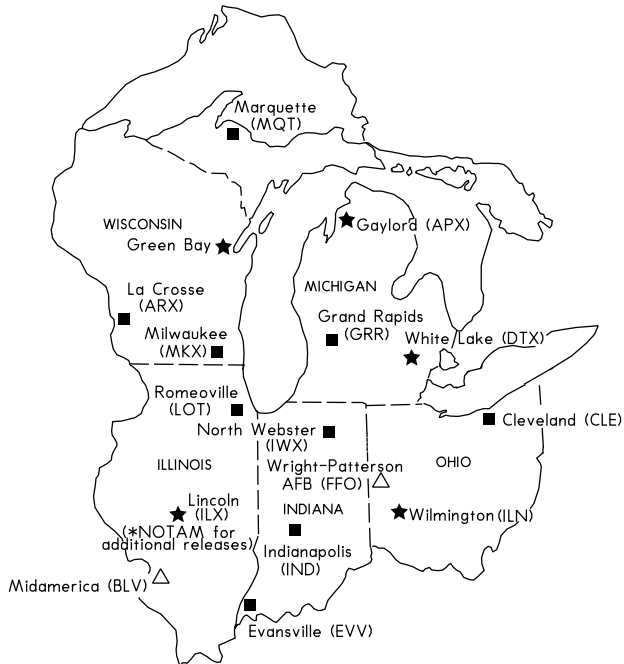 Marquette
(MQT)
WISCONSIN
Green Bay
Gaylord (APX)
MICHIGAN
La Crosse
(ARX)
Grand Rapids
(GRR)
Milwaukee
(MKX)
White Lake (DTX)
Romeoville
(LOT)
North Webster
(IWX)
Cleveland (CLE)
ILLINOIS
Wright-Patterson
AFB (FFO)
OHIO
Lincoln
(ILX)
(*NOTAM for
additional releases)
INDIANA
Wilmington (ILN)
Indianapolis
(IND)
Midamerica (BLV)
Evansville (EVV)